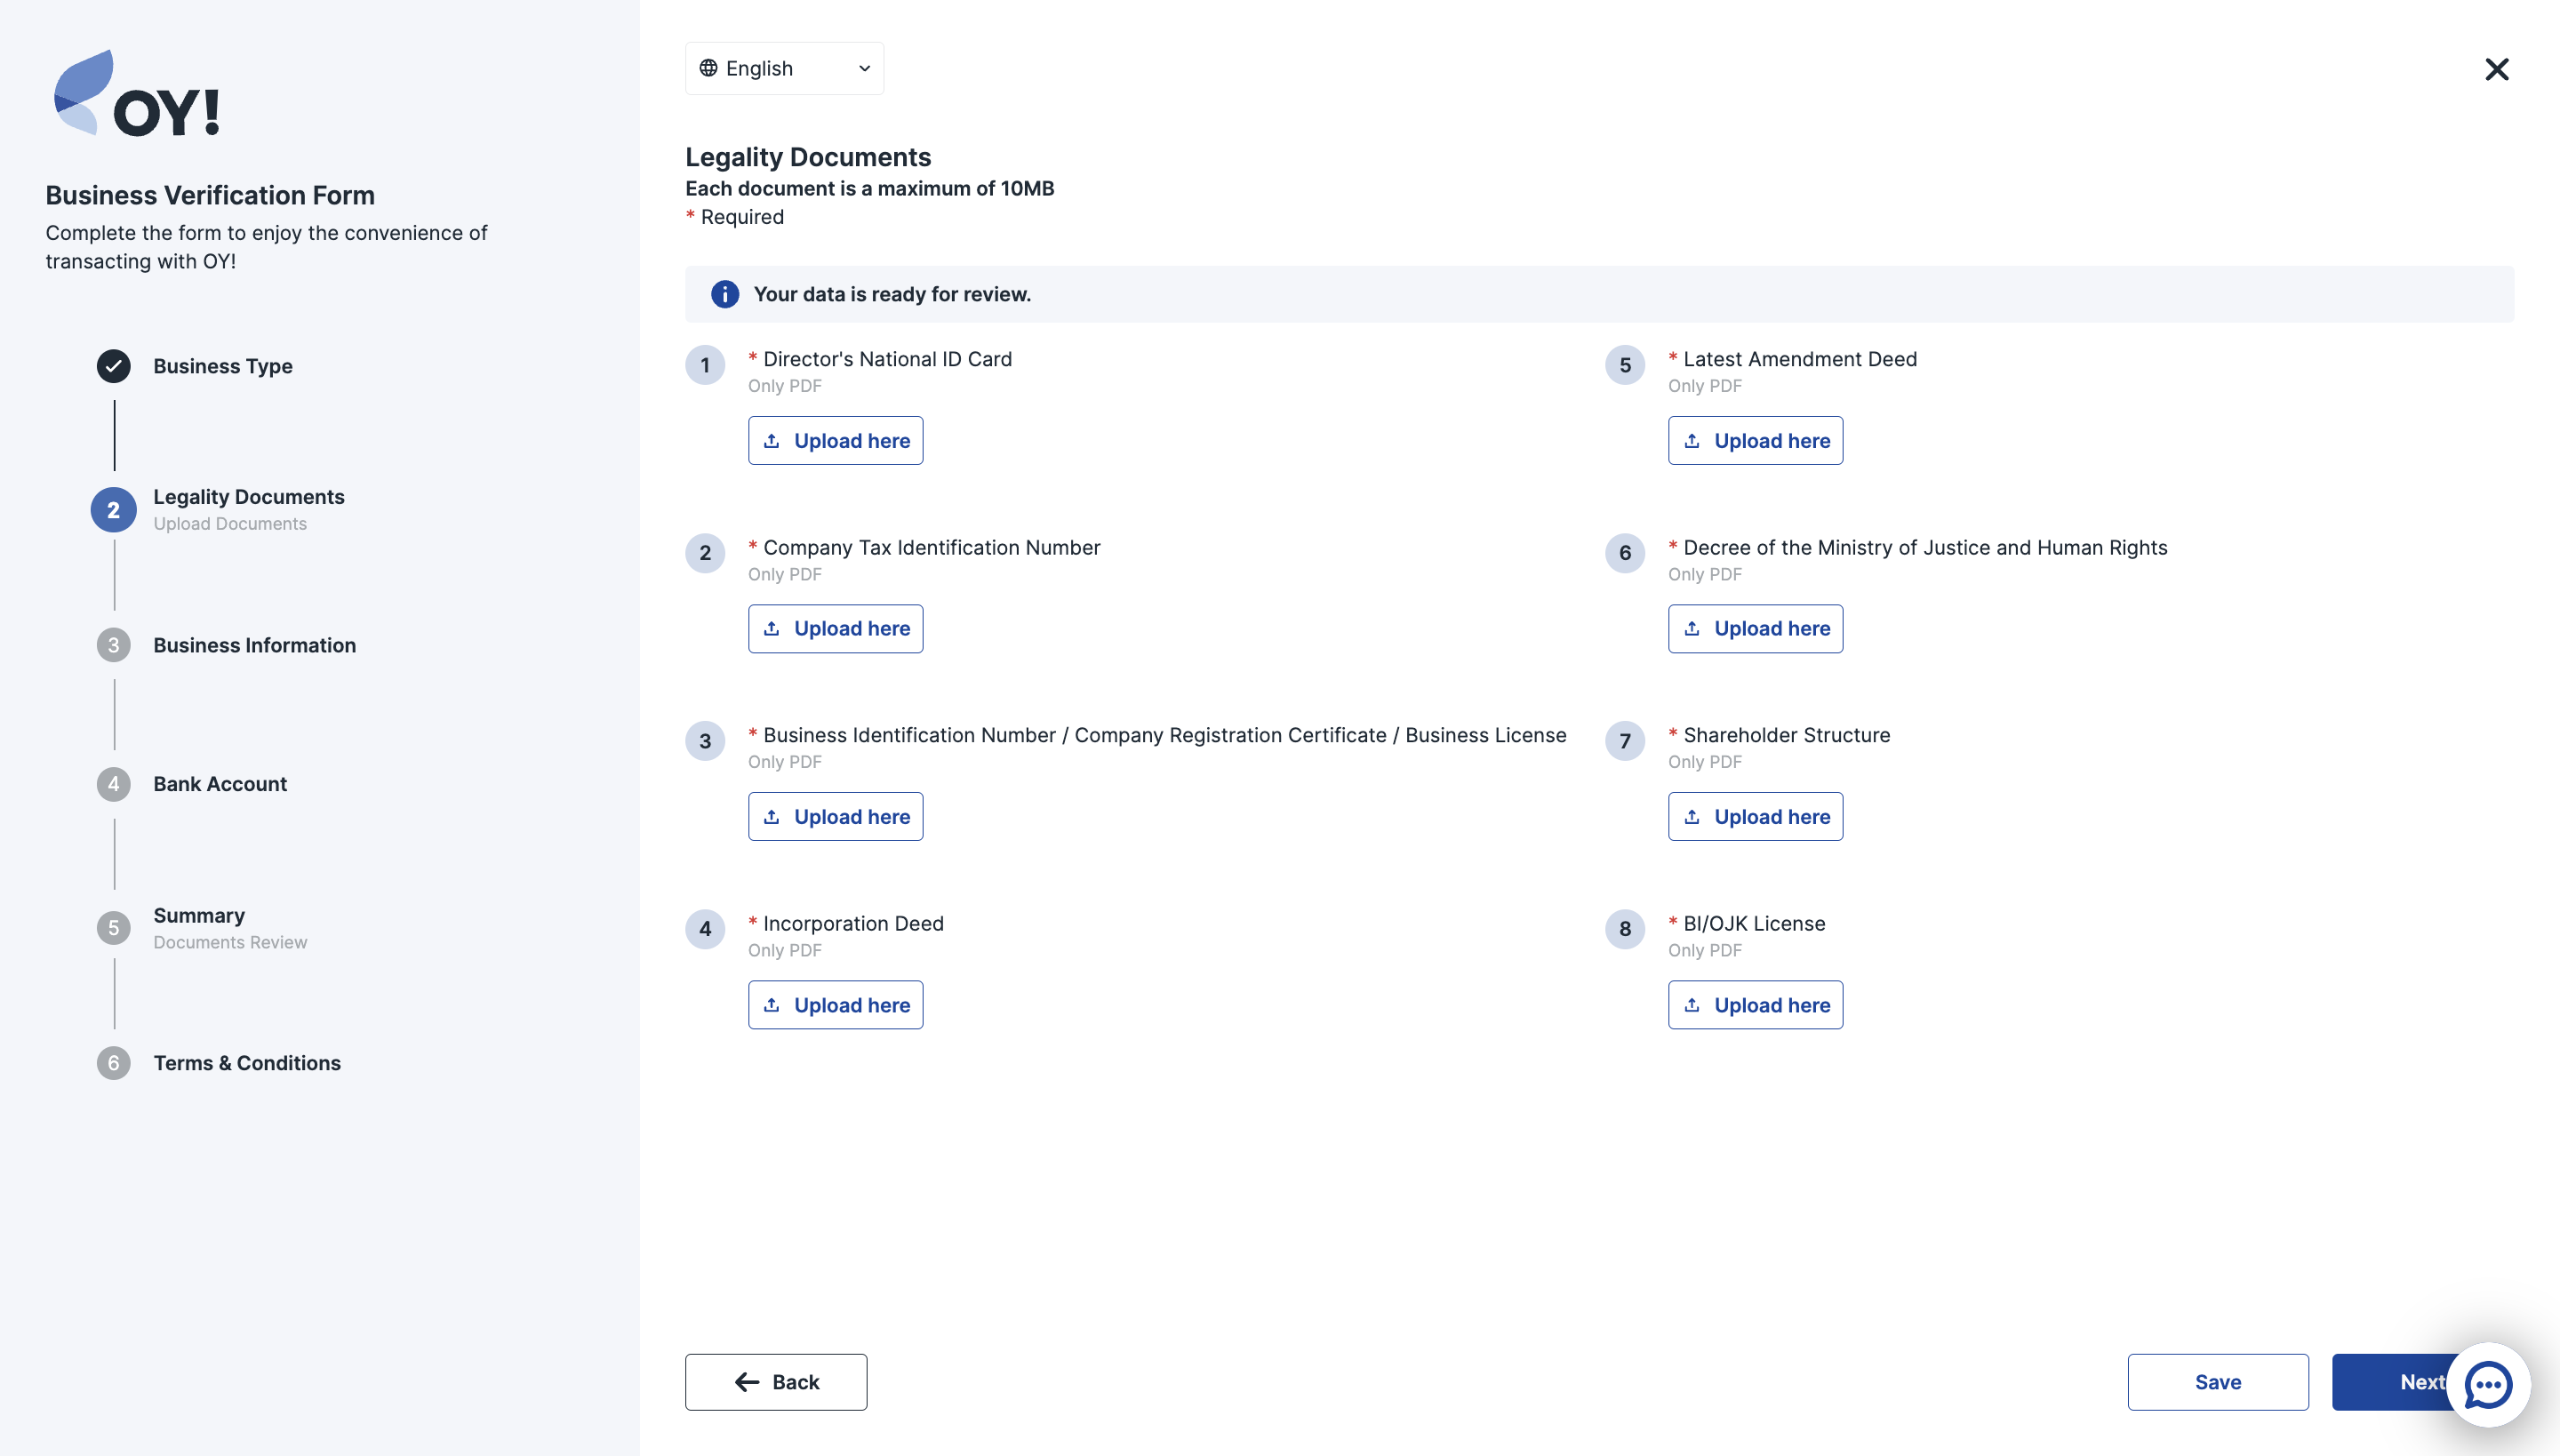 OY!
Business Verification Form
Complete the form to enjoy the convenience of
transacting with OY!
Business Type
2
Legality Documents
Upload Documents
3
Business Information
4
Bank Account
5
Summary
Documents Review
6
Terms & Conditions
English
Legality Documents
Each document is a maximum of 10MB
* Required
Your data is ready for review.
1
* Director's National ID Card
Only PDF
Upload here
2
* Company Tax Identification Number
Only PDF
Upload here
3
* Business Identification Number / Company Registration Certificate / Business License
Only PDF
Upload here
4
* Incorporation Deed
Only PDF
Upload here
5
* Latest Amendment Deed
Only PDF
Upload here
6
* Decree of the Ministry of Justice and Human Rights
Only PDF
Upload here
7
* Shareholder Structure
Only PDF
Upload here
8
* BI/OJK License
Only PDF
Upload here
Back
Save
Next